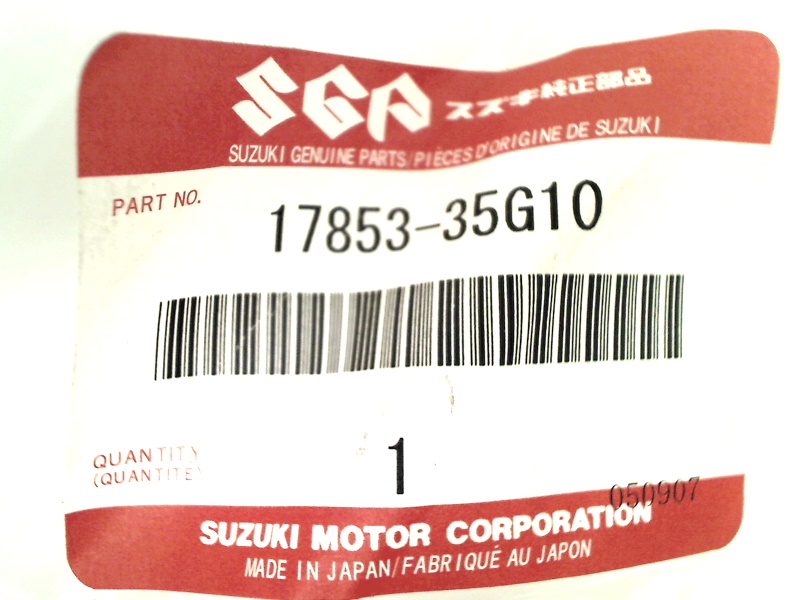 SGP スズキ純正部品
SUZUKI GENUINE PARTS/PIÈCES D'ORIGINE DE SUZUKI
PART NO. 17853-35G10
QUANTITY
(QUANTITE) 1
050907
SUZUKI MOTOR CORPORATION
MADE IN JAPAN/FABRIQUÉ AU JAPON